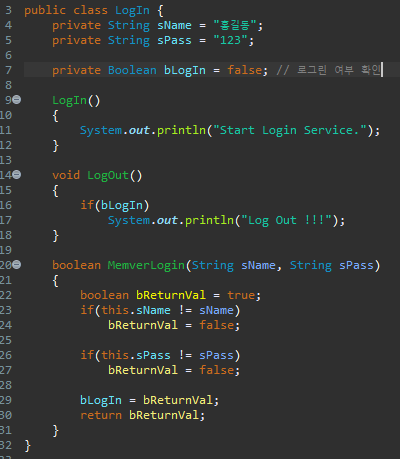 3 public class LogIn {
4 private String sName = "홍길동";
5 private String sPass = "123";
6
7 private Boolean bLogIn = false; // 로그린 여부 확인
8
9 LogIn()
10 {
11 System.out.println("Start Login Service.");
12 }
13
14 void LogOut()
15 {
16 if(bLogIn)
17 System.out.println("Log Out !!!");
18 }
19
20 boolean MemverLogin(String sName, String sPass)
21 {
22 boolean bReturnVal = true;
23 if(this.sName != sName)
24 bReturnVal = false;
25
26 if(this.sPass != sPass)
27 bReturnVal = false;
28
29 bLogIn = bReturnVal;
30 return bReturnVal;
31 }
32 }